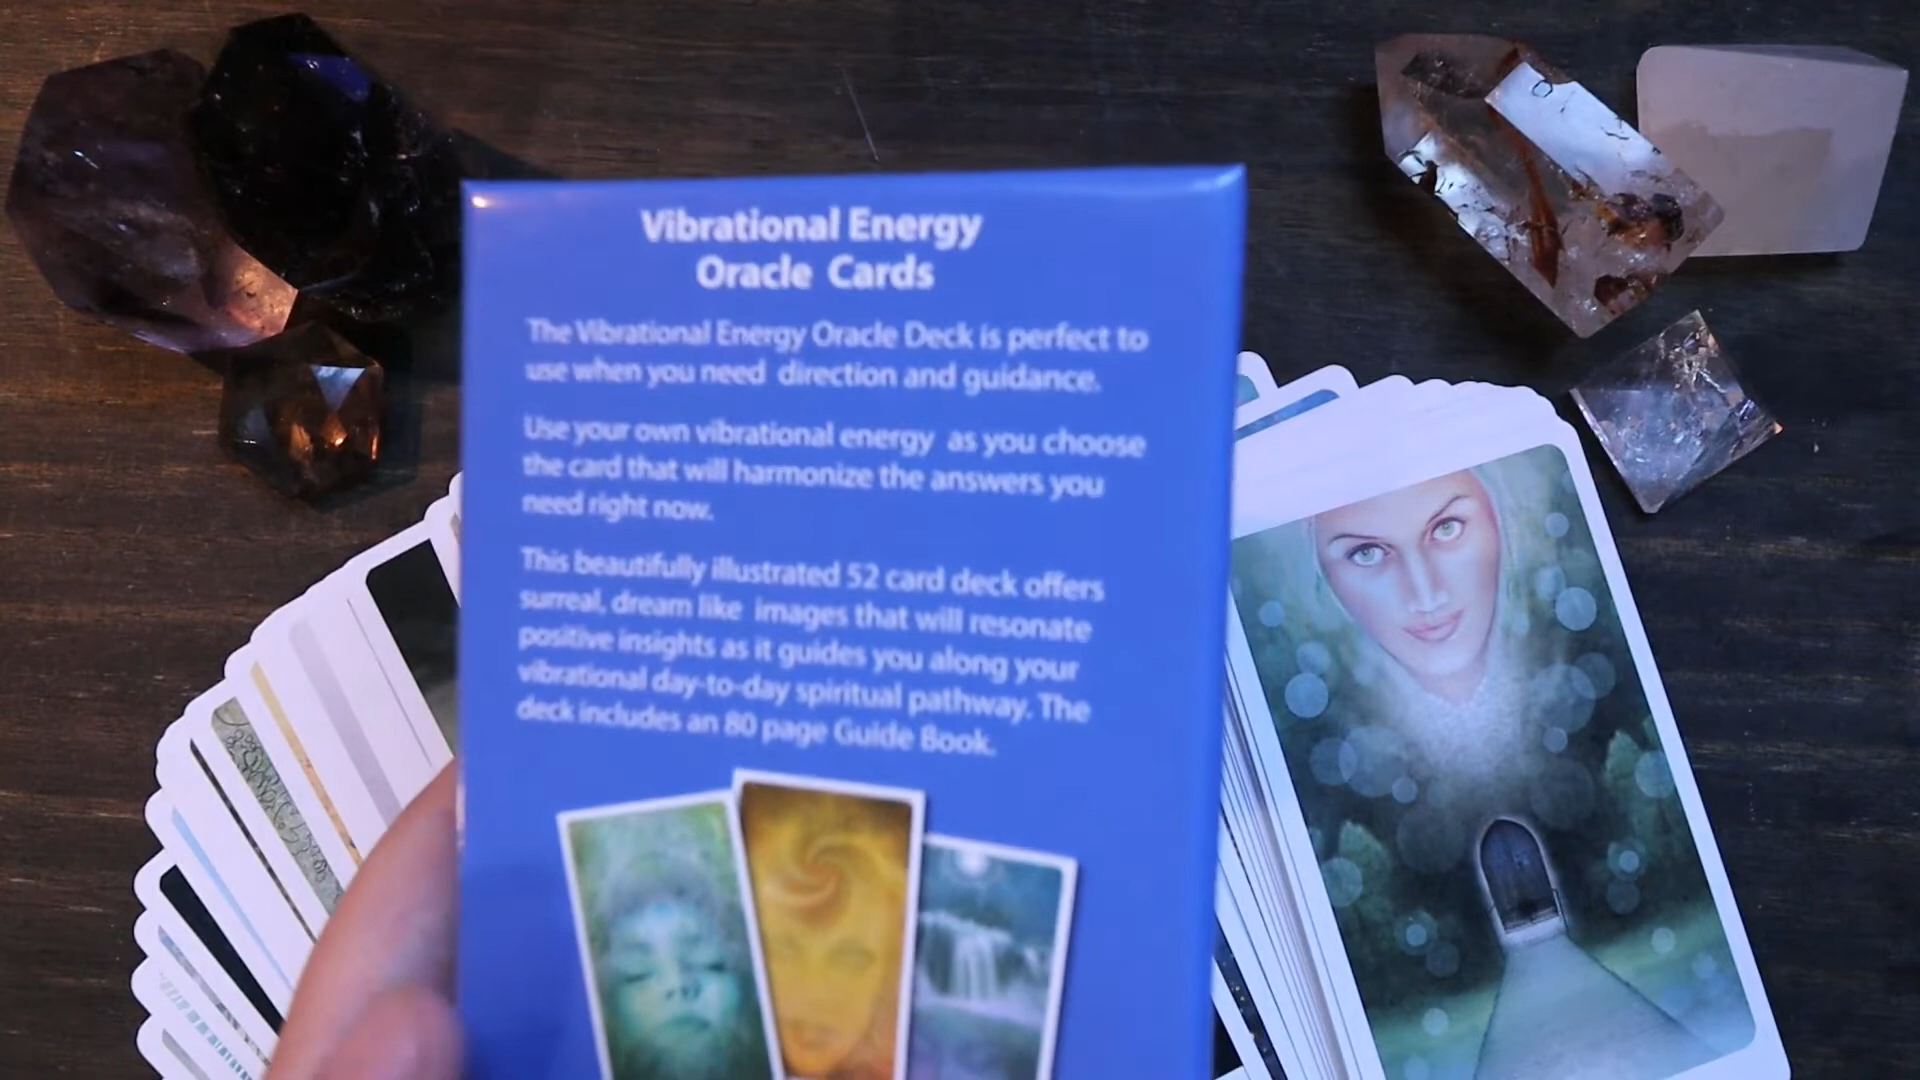 Vibrational Energy
Oracle Cards
The Vibrational Energy Oracle Deck is perfect to
use when you need direction and guidance.
Use your own vibrational energy as you choose
the card that will harmonize the answers you
need right now.
This beautifully illustrated 52 card deck offers
surreal, dream like images that will resonate
positive insights as it guides you along your
vibrational day-to-day spiritual pathway. The
deck includes an 80 page Guide Book.